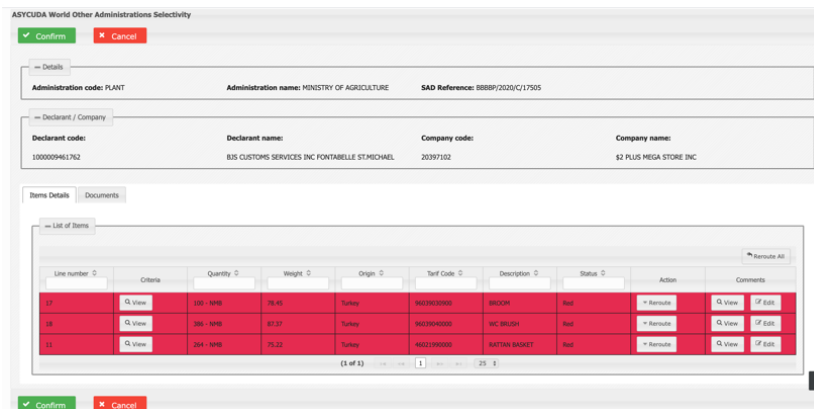 ASYCUDA World Other Administrations Selectivity
Confirm Cancel
Details
Administration code: PLANT Administration name: MINISTRY OF AGRICULTURE SAD Reference: BBBBP/2020/C/17505
Declarant / Company
Declarant code: Declarant name: Company code: Company name:
1000009461762 BJS CUSTOMS SERVICES INC FONTABELLE ST.MICHAEL 20397102 $2 PLUS MEGA STORE INC
Items Details Documents
List of Items
Reroute All
Line number Criteria Quantity Weight Origin Tarif Code Description Status Action Comments
17 View 100 - NMB 78.45 Turkey 96039030900 BROOM Red Reroute View Edit
18 View 386 - NMB 87.37 Turkey 96039040000 WC BRUSH Red Reroute View Edit
11 View 264 - NMB 75.22 Turkey 46021990000 RATTAN BASKET Red Reroute View Edit
(1 of 1) 1 25
Confirm Cancel